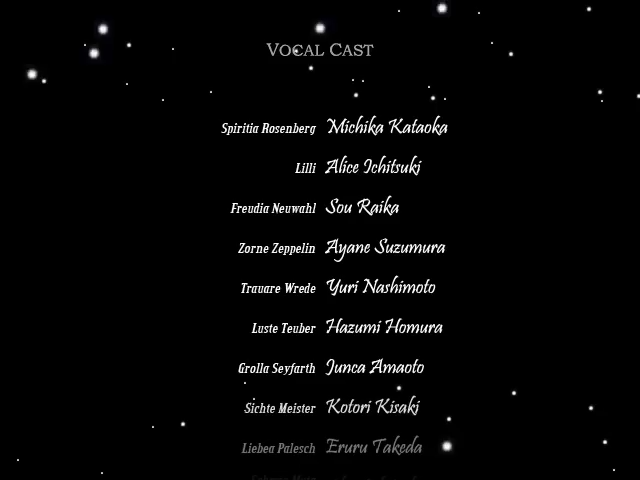 VOCAL CAST
Spiritia Rosenberg Michika Kataoka
Lilli Alice Ichitsuki
Freudia Neuwahl Sou Raika
Zorne Zeppelin Ayane Suzumura
Trauare Wrede Yuri Nashimoto
Luste Teuber Hazumi Homura
Grolla Seyfarth Junca Amaoto
Sichte Meister Kotori Kisaki
Liebea Palesch Eruru Takeda